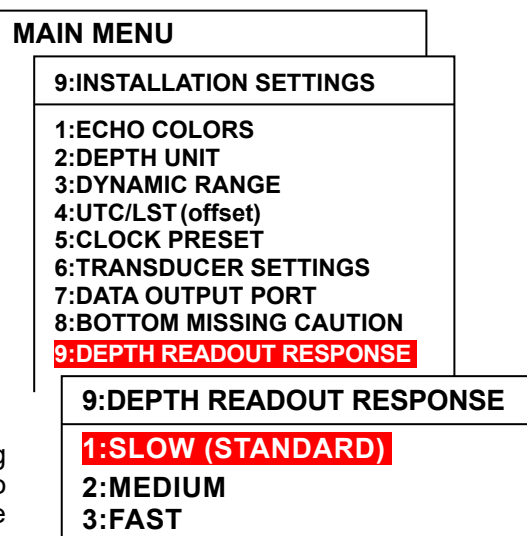 MAIN MENU
9:INSTALLATION SETTINGS
1:ECHO COLORS
2:DEPTH UNIT
3:DYNAMIC RANGE
4:UTC/LST (offset)
5:CLOCK PRESET
6:TRANSDUCER SETTINGS
7:DATA OUTPUT PORT
8:BOTTOM MISSING CAUTION
9:DEPTH READOUT RESPONSE
9:DEPTH READOUT RESPONSE
1:SLOW (STANDARD)
2:MEDIUM
3:FAST